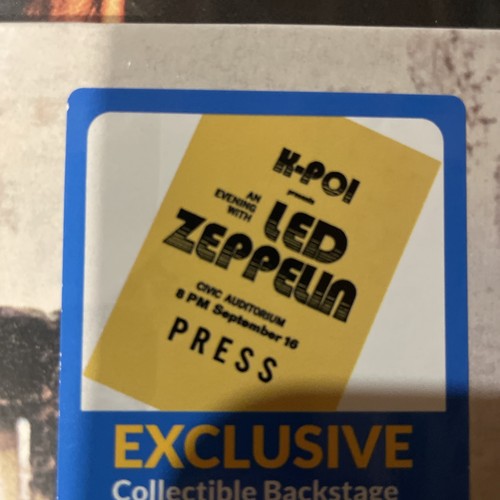 K-POI
presents
AN
EVENING
WITH
LED
ZEPPELIN
CIVIC AUDITORIUM
8 PM September 16
PRESS
EXCLUSIVE
Collectible Backstage